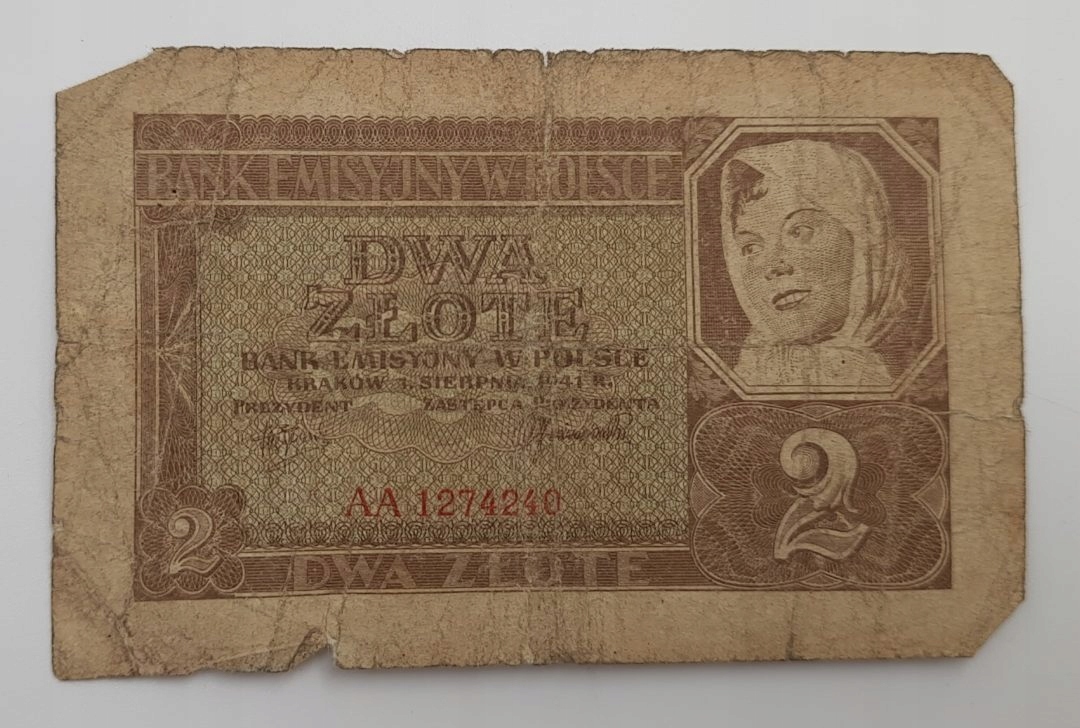 BANK EMISYJNY W POLSCE
DWA
ZŁOTE
BANK EMISYJNY W POLSCE
KRAKÓW 1. SIERPNIA 1941 R.
PREZYDENT ZASTĘPCA PREZYDENTA
AA 1274240
2
2
DWA ZŁOTE